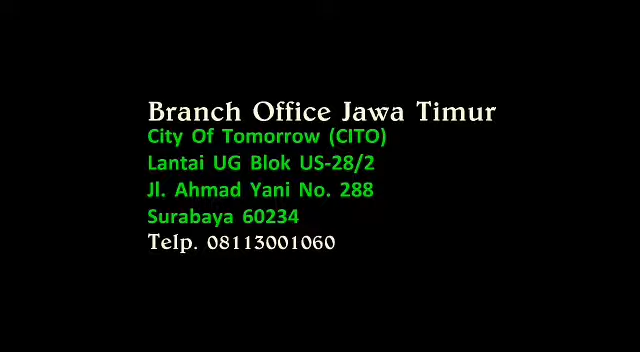 Branch Office Jawa Timur
City Of Tomorrow (CITO)
Lantai UG Blok US-28/2
Jl. Ahmad Yani No. 288
Surabaya 60234
Telp. 08113001060